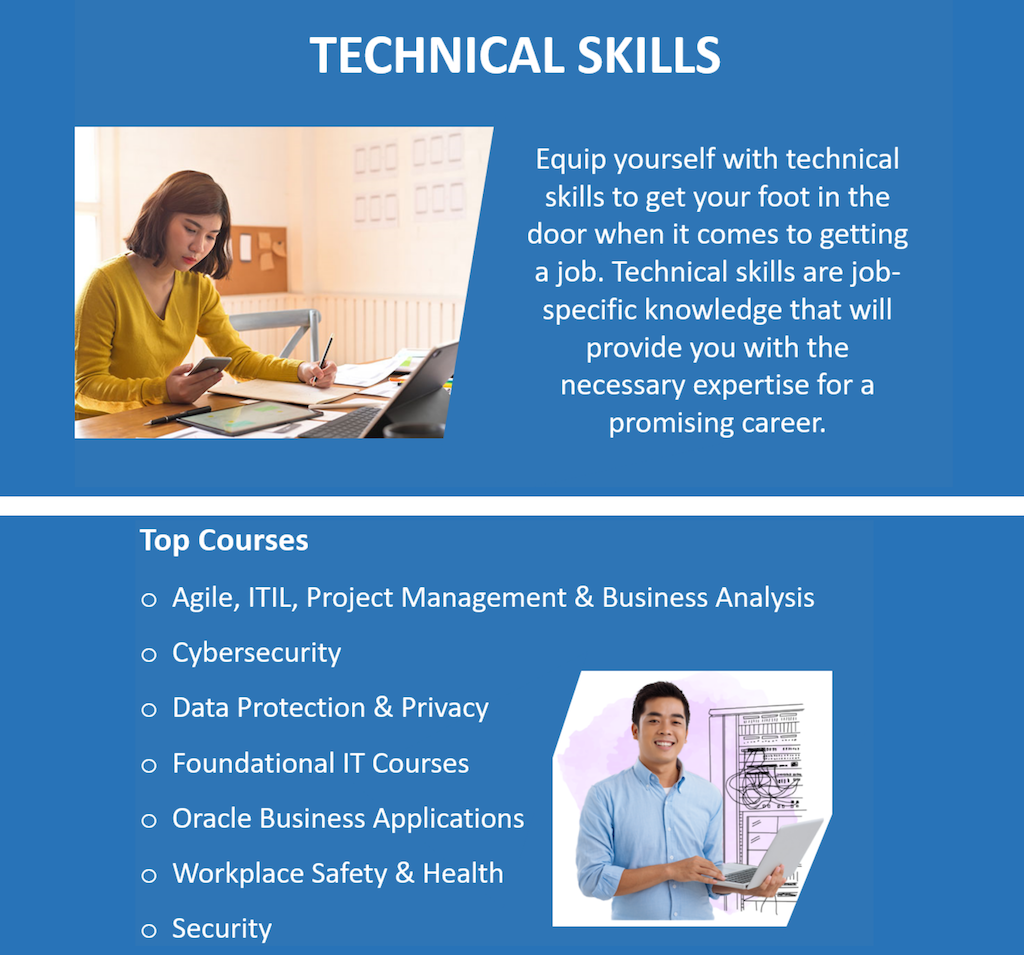 TECHNICAL SKILLS
Equip yourself with technical
skills to get your foot in the
door when it comes to getting
a job. Technical skills are job-
specific knowledge that will
provide you with the
necessary expertise for a
promising career.
Top Courses
o Agile, ITIL, Project Management & Business Analysis
o Cybersecurity
o Data Protection & Privacy
o Foundational IT Courses
o Oracle Business Applications
o Workplace Safety & Health
o Security